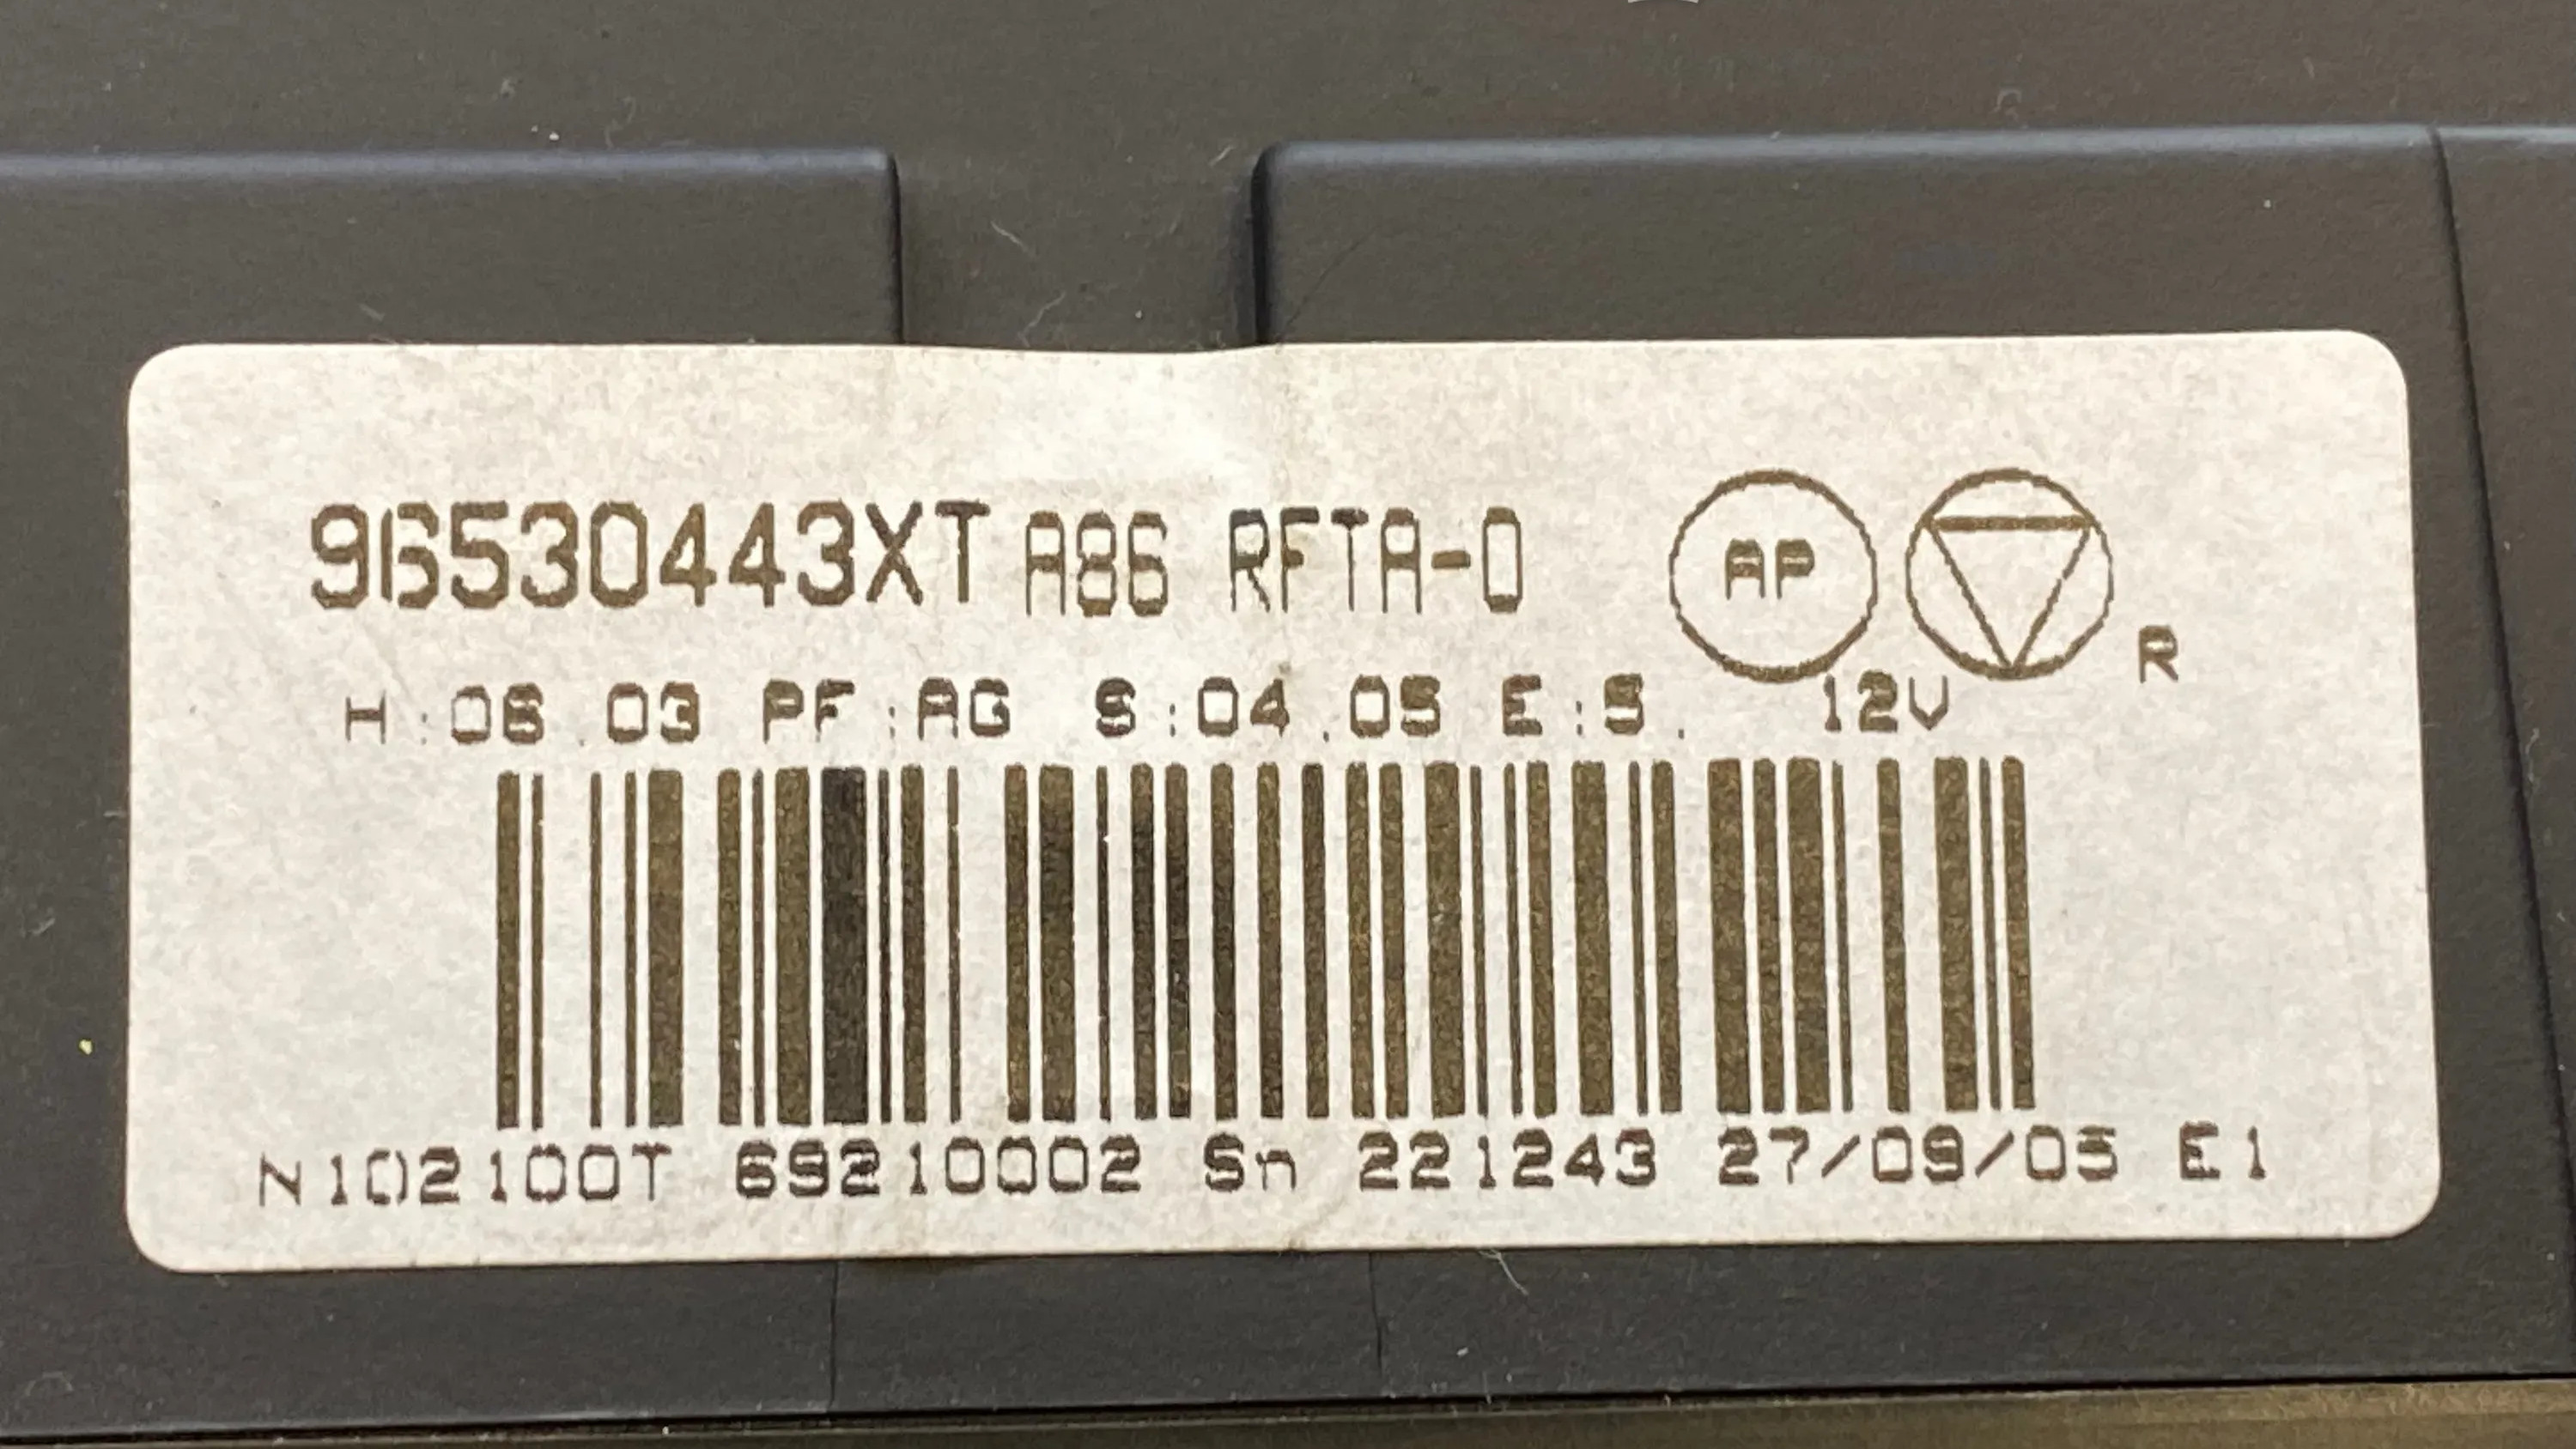 96530443XT A86 RFTA-0
AP
R
H:06.03 PF:AG S:04.05 E:5. 12V
N102100T 69210002 Sn 221243 27/09/05 E1